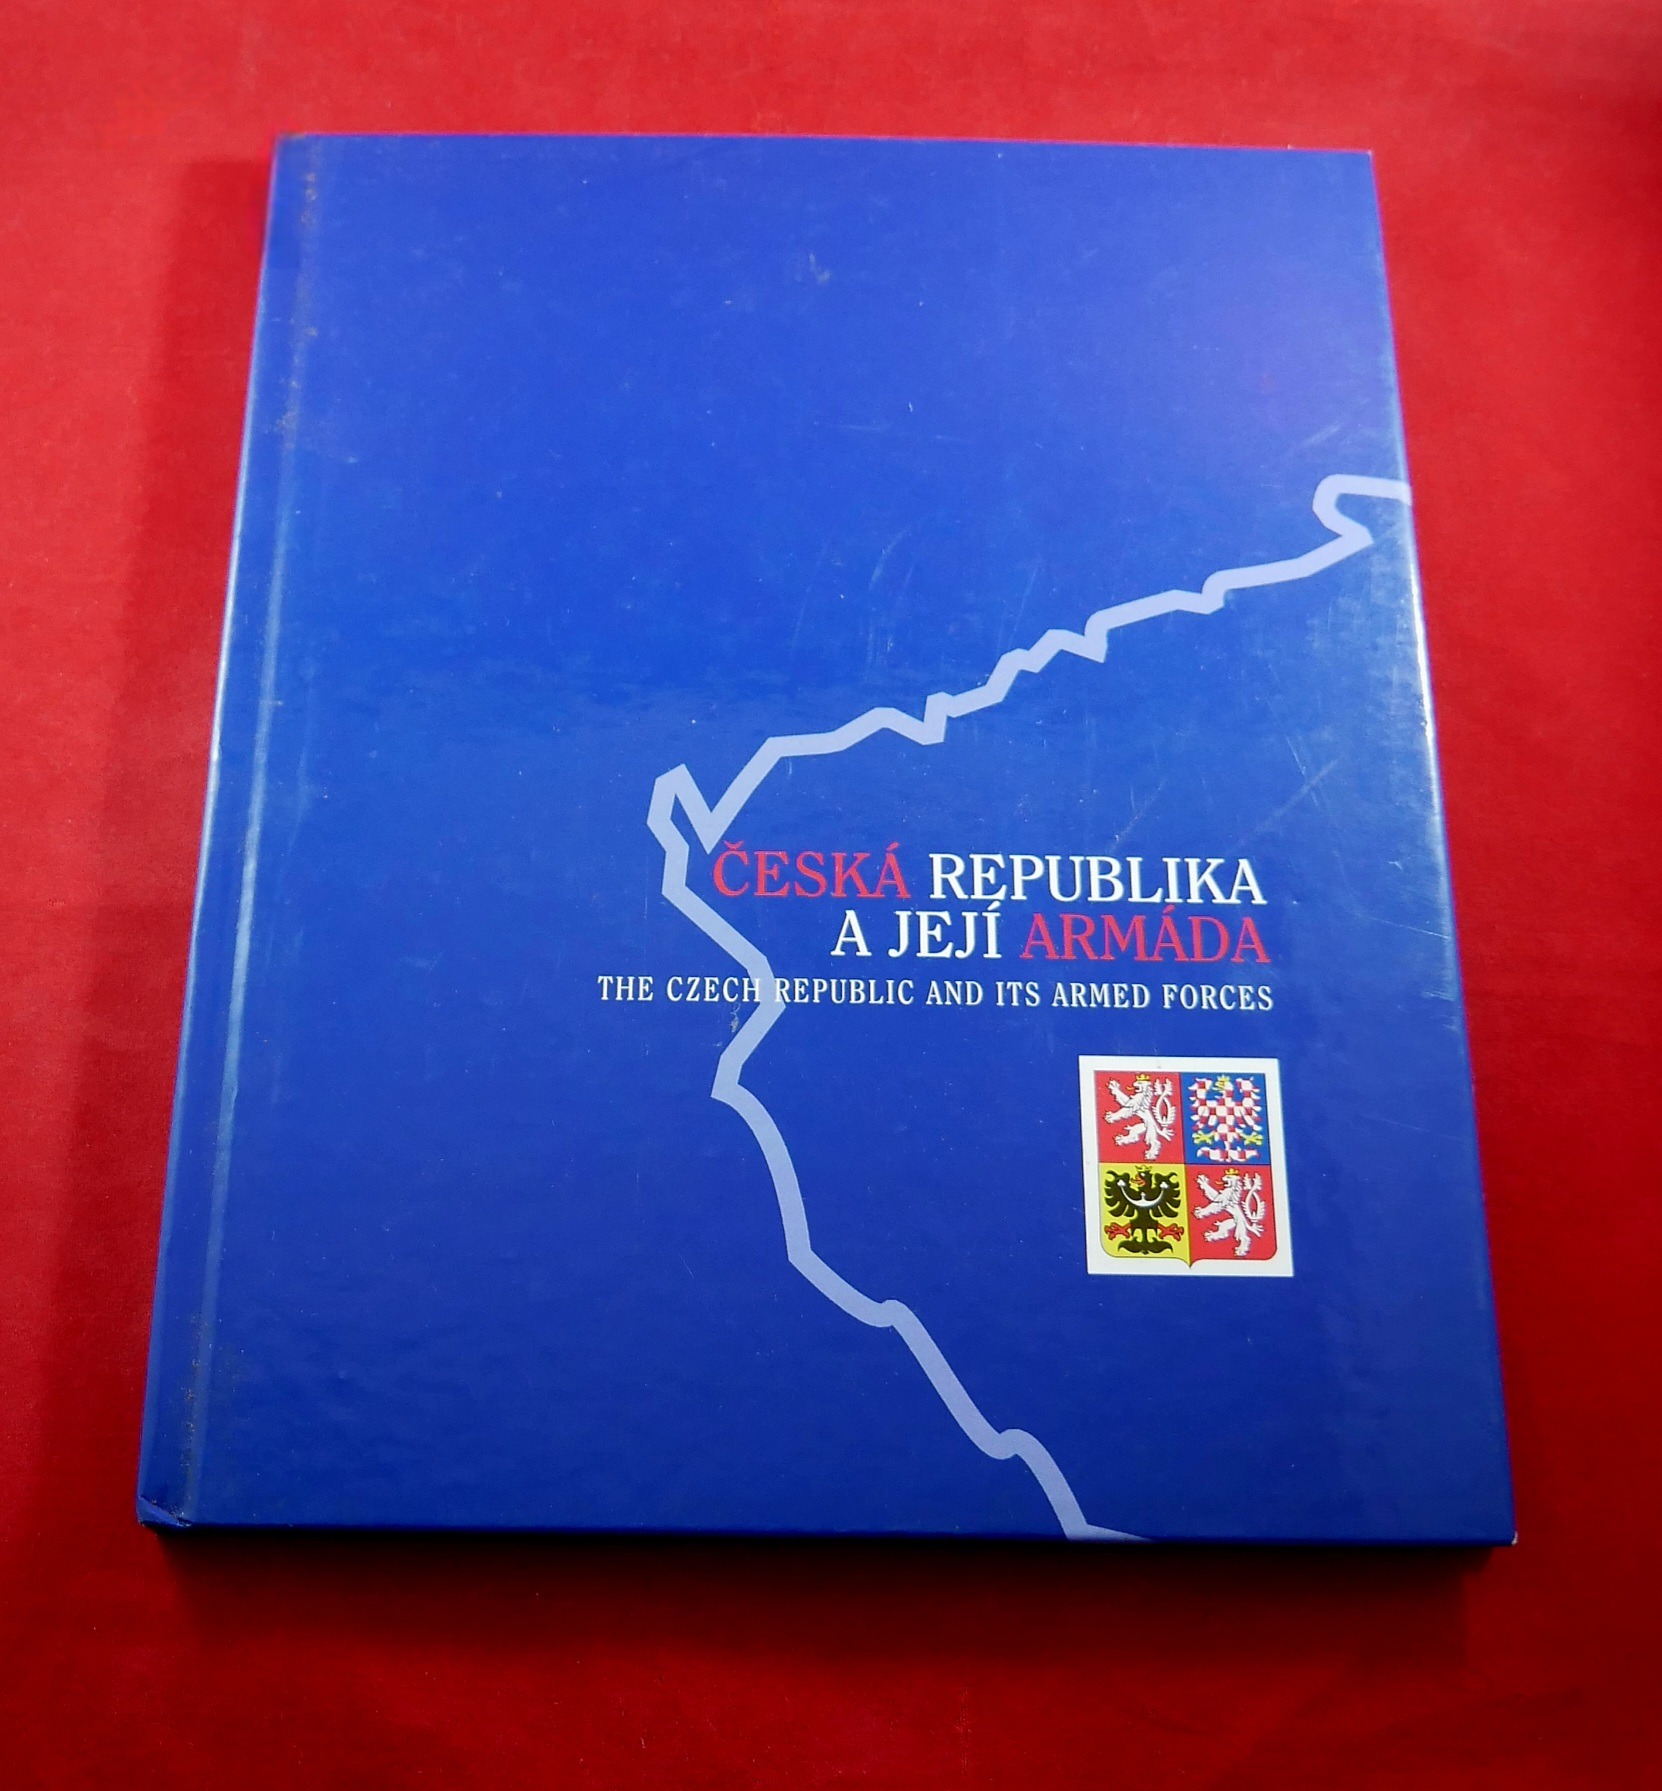 ČESKÁ REPUBLIKA
A JEJÍ ARMÁDA
THE CZECH REPUBLIC AND ITS ARMED FORCES